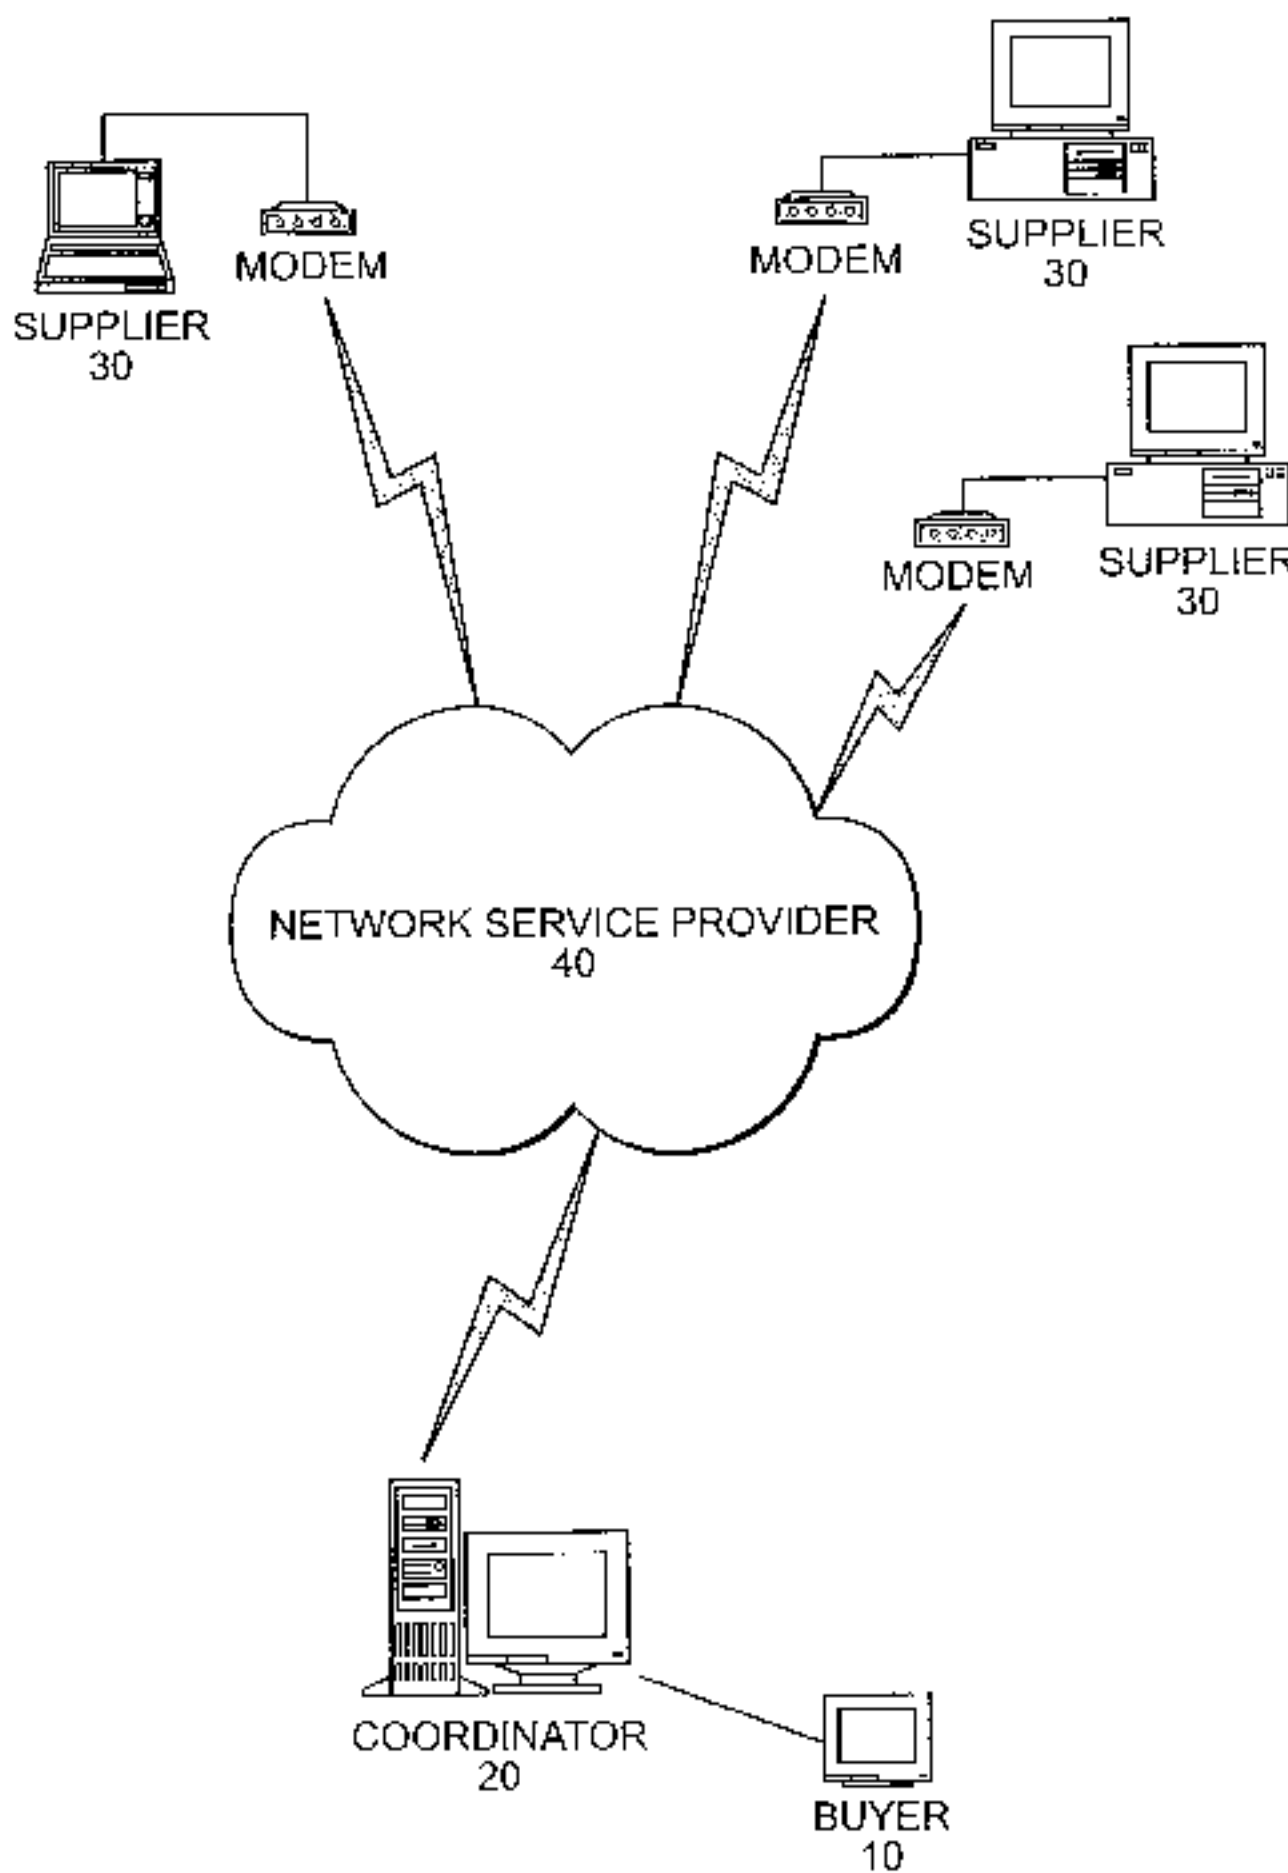 MODEM
SUPPLIER
30
MODEM
SUPPLIER
30
MODEM
SUPPLIER
30
NETWORK SERVICE PROVIDER
40
COORDINATOR
20
BUYER
10